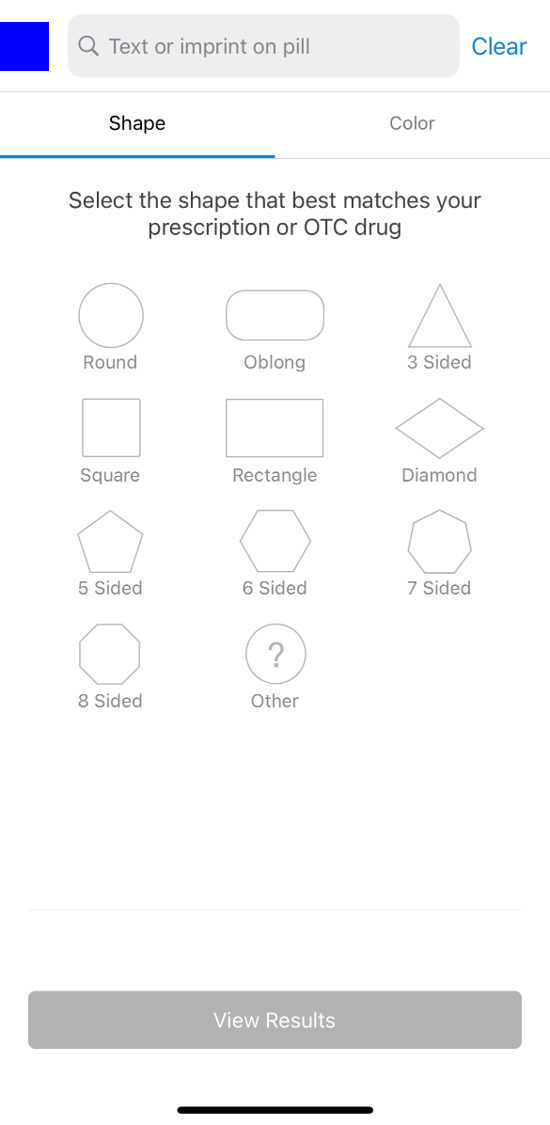 Text or imprint on pill
Clear
Shape
Color
Select the shape that best matches your
prescription or OTC drug
Round
Oblong
3 Sided
Square
Rectangle
Diamond
5 Sided
6 Sided
7 Sided
8 Sided
?
Other
View Results